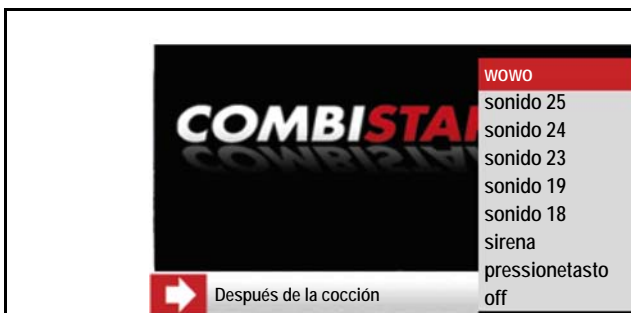 COMBISTA
wowo
sonido 25
sonido 24
sonido 23
sonido 19
sonido 18
sirena
pressionetasto
off
Después de la cocción